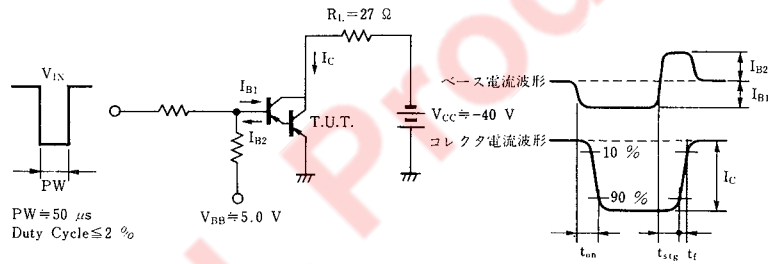 R_L=27 Ω
I_C
V_IN
I_B1
I_B2
T.U.T.
V_CC≒-40 V
PW
V_BB≒5.0 V
PW≒50 μs
Duty Cycle≦2 %
ベース電流波形
I_B2
I_B1
コレクタ電流波形
10 %
90 %
I_C
t_on
t_stg
t_f